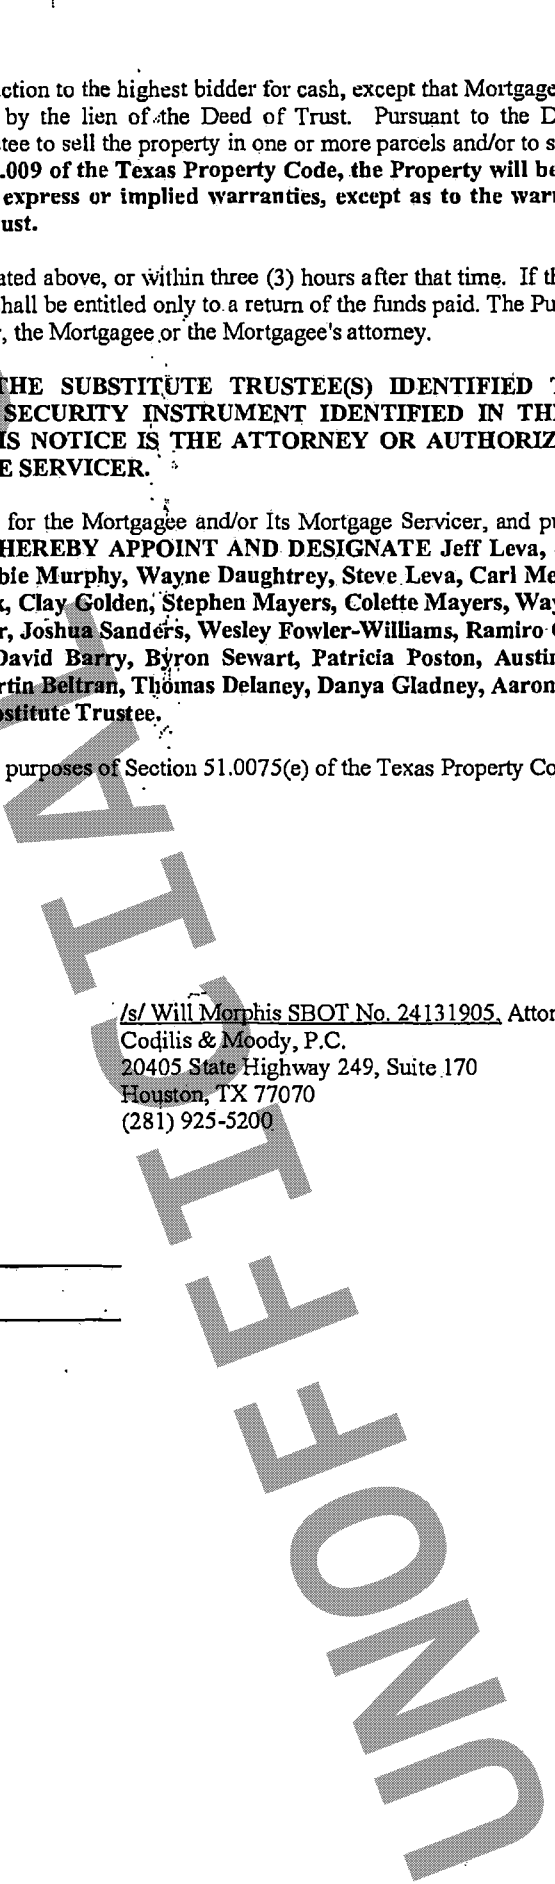 ction to the highest bidder for cash, except that Mortgage
by the lien of the Deed of Trust. Pursuant to the D
tee to sell the property in one or more parcels and/or to s
.009 of the Texas Property Code, the Property will be
express or implied warranties, except as to the warr
ust.
ated above, or within three (3) hours after that time. If th
hall be entitled only to a return of the funds paid. The Pu
, the Mortgagee or the Mortgagee's attorney.
THE SUBSTITUTE TRUSTEE(S) IDENTIFIED T
SECURITY INSTRUMENT IDENTIFIED IN THI
IS NOTICE IS THE ATTORNEY OR AUTHORIZ
E SERVICER.
for the Mortgagee and/or Its Mortgage Servicer, and pu
HEREBY APPOINT AND DESIGNATE Jeff Leva,
bie Murphy, Wayne Daughtrey, Steve Leva, Carl Me
, Clay Golden, Stephen Mayers, Colette Mayers, Way
r, Joshua Sanders, Wesley Fowler-Williams, Ramiro
David Barry, Byron Sewart, Patricia Poston, Austin
rtin Beltran, Thomas Delaney, Danya Gladney, Aarom
ostitute Trustee.
purposes of Section 51.0075(e) of the Texas Property Co
/s/ Will Morphis SBOT No. 24131905, Attor
Codilis & Moody, P.C.
20405 State Highway 249, Suite 170
Houston, TX 77070
(281) 925-5200
UNOFFICIAL